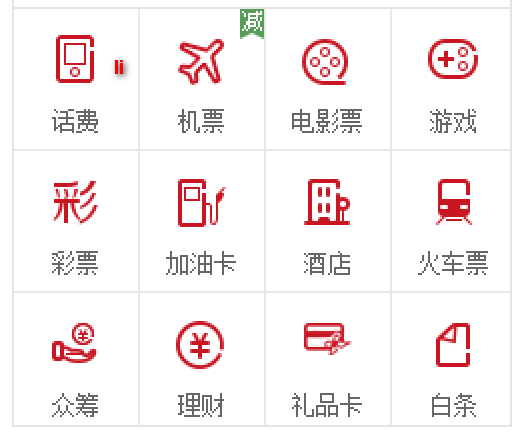 减
li
话费 机票 电影票 游戏
彩
彩票 加油卡 酒店 火车票
众筹 理财 礼品卡 白条